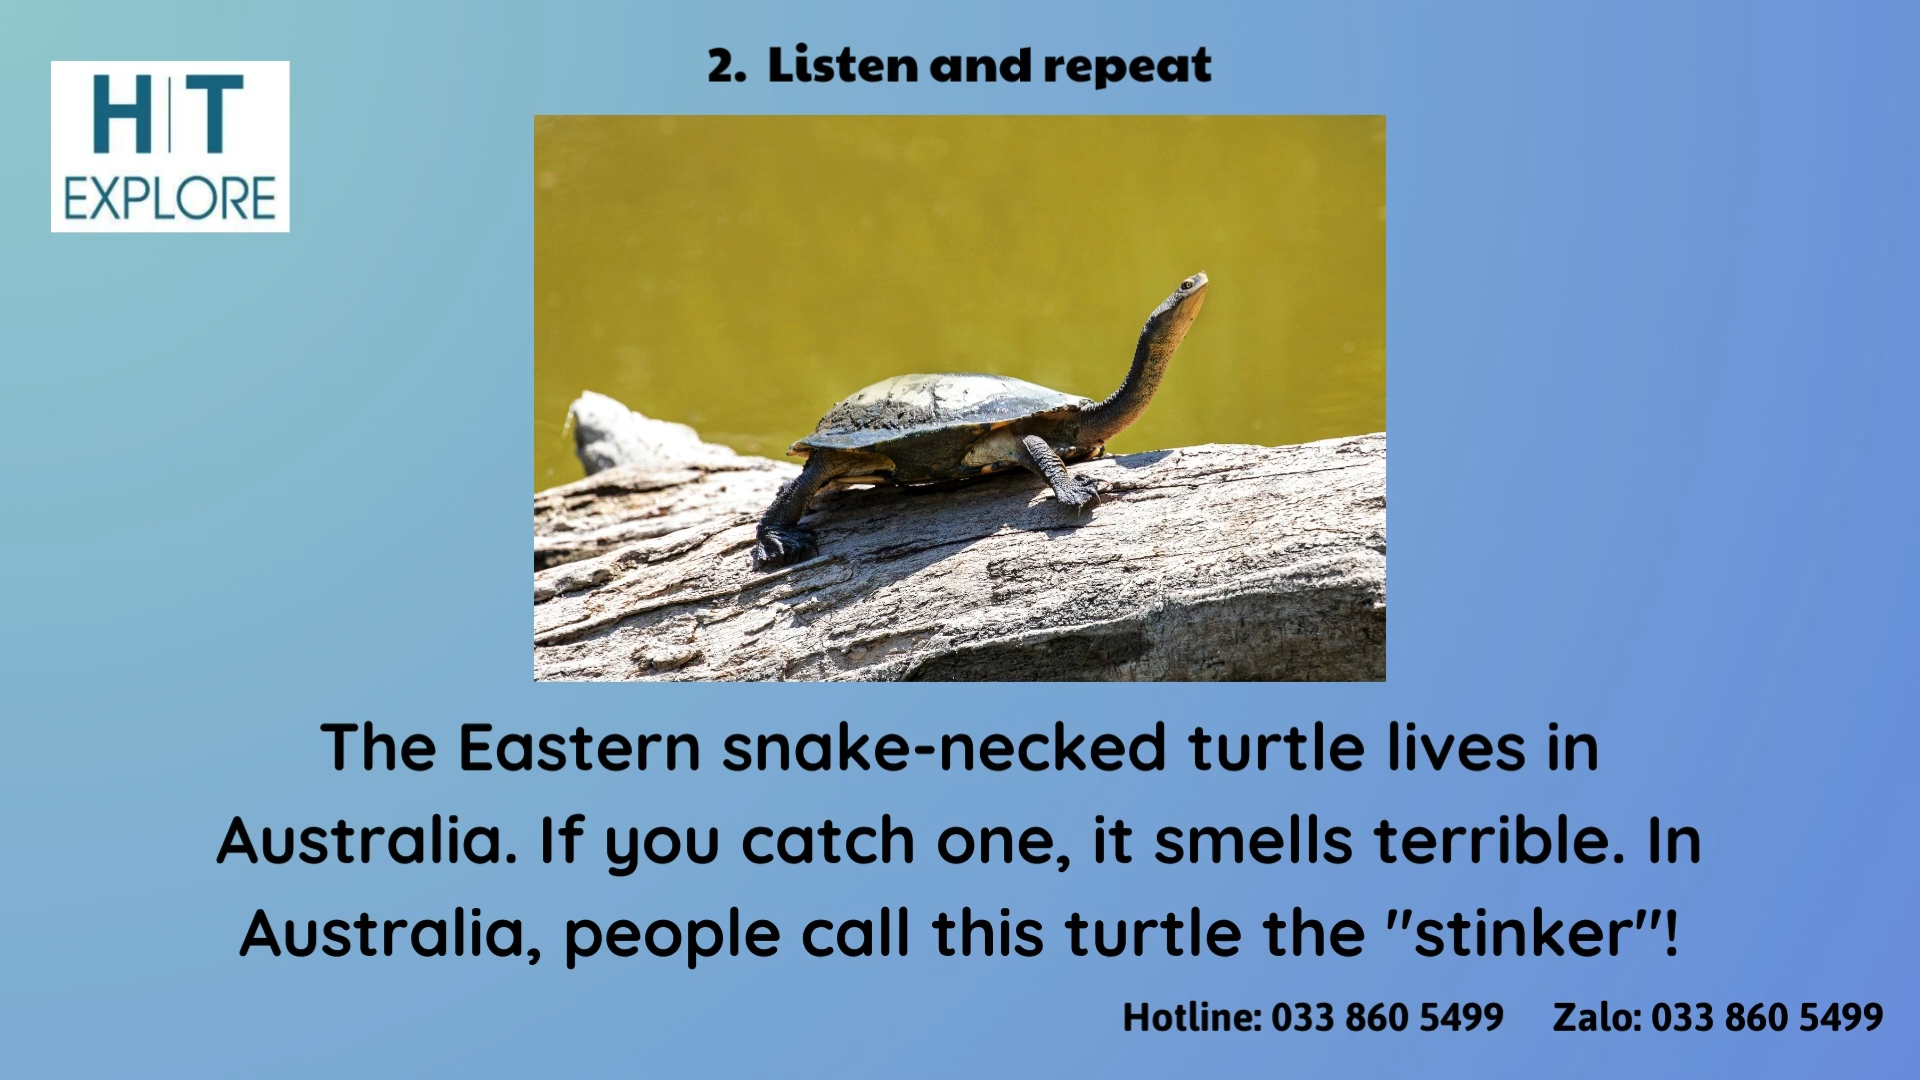 2. Listen and repeat
H|T
EXPLORE
The Eastern snake-necked turtle lives in
Australia. If you catch one, it smells terrible. In
Australia, people call this turtle the "stinker"!
Hotline: 033 860 5499 Zalo: 033 860 5499